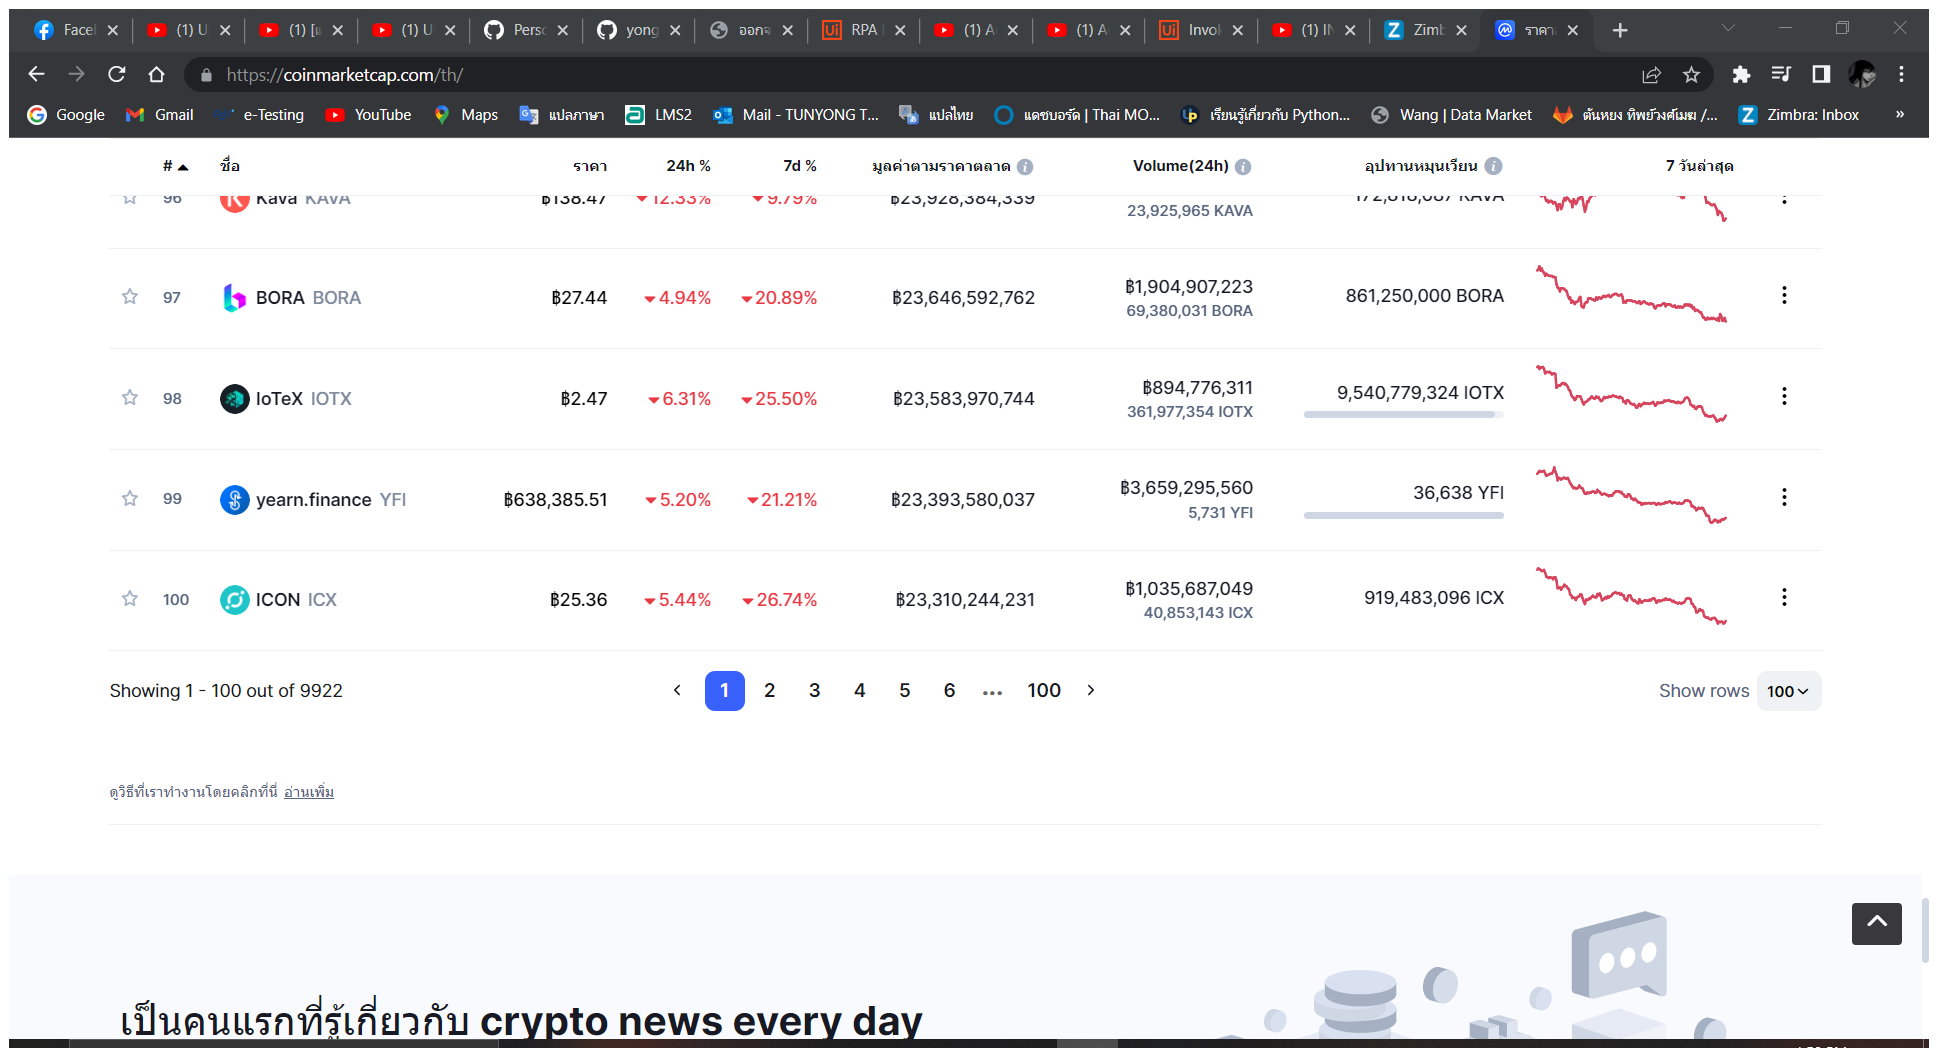 Facel (1) U (1) [แ (1) U Perso yong ออกจ RPA (1) A (1) A Invol (1) IN Zimb ราคา
https://coinmarketcap.com/th/
Google Gmail e-Testing YouTube Maps แปลภาษา LMS2 Mail - TUNYONG T... แปลไทย แดชบอร์ด | Thai MO... เรียนรู้เกี่ยวกับ Python... Wang | Data Market ต้นหยง ทิพย์วงศ์เมฆ /... Zimbra: Inbox »
# ชื่อ ราคา 24h % 7d % มูลค่าตามราคาตลาด Volume(24h) อุปทานหมุนเวียน 7 วันล่าสุด
96 Kava KAVA ฿138.47 12.33% 9.79% ฿23,928,384,339 172,818,087 KAVA
23,925,965 KAVA
97 BORA BORA ฿27.44 4.94% 20.89% ฿23,646,592,762 ฿1,904,907,223 861,250,000 BORA
69,380,031 BORA
98 IoTeX IOTX ฿2.47 6.31% 25.50% ฿23,583,970,744 ฿894,776,311 9,540,779,324 IOTX
361,977,354 IOTX
99 yearn.finance YFI ฿638,385.51 5.20% 21.21% ฿23,393,580,037 ฿3,659,295,560 36,638 YFI
5,731 YFI
100 ICON ICX ฿25.36 5.44% 26.74% ฿23,310,244,231 ฿1,035,687,049 919,483,096 ICX
40,853,143 ICX
Showing 1 - 100 out of 9922 1 2 3 4 5 6 ... 100 Show rows 100
ดูวิธีที่เราทำงานโดยคลิกที่นี่ อ่านเพิ่ม
เป็นคนแรกที่รู้เกี่ยวกับ crypto news every day